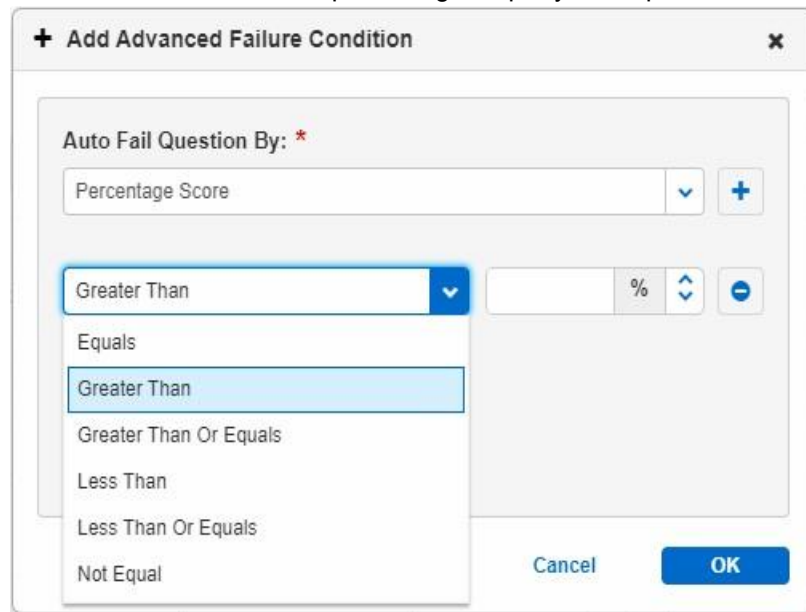 + Add Advanced Failure Condition ×
Auto Fail Question By: *
Percentage Score
Greater Than %
Equals
Greater Than
Greater Than Or Equals
Less Than
Less Than Or Equals
Not Equal
Cancel OK